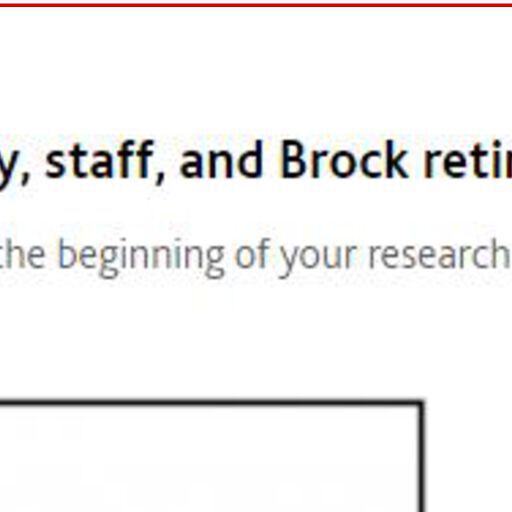 y, staff, and Brock retir
the beginning of your research